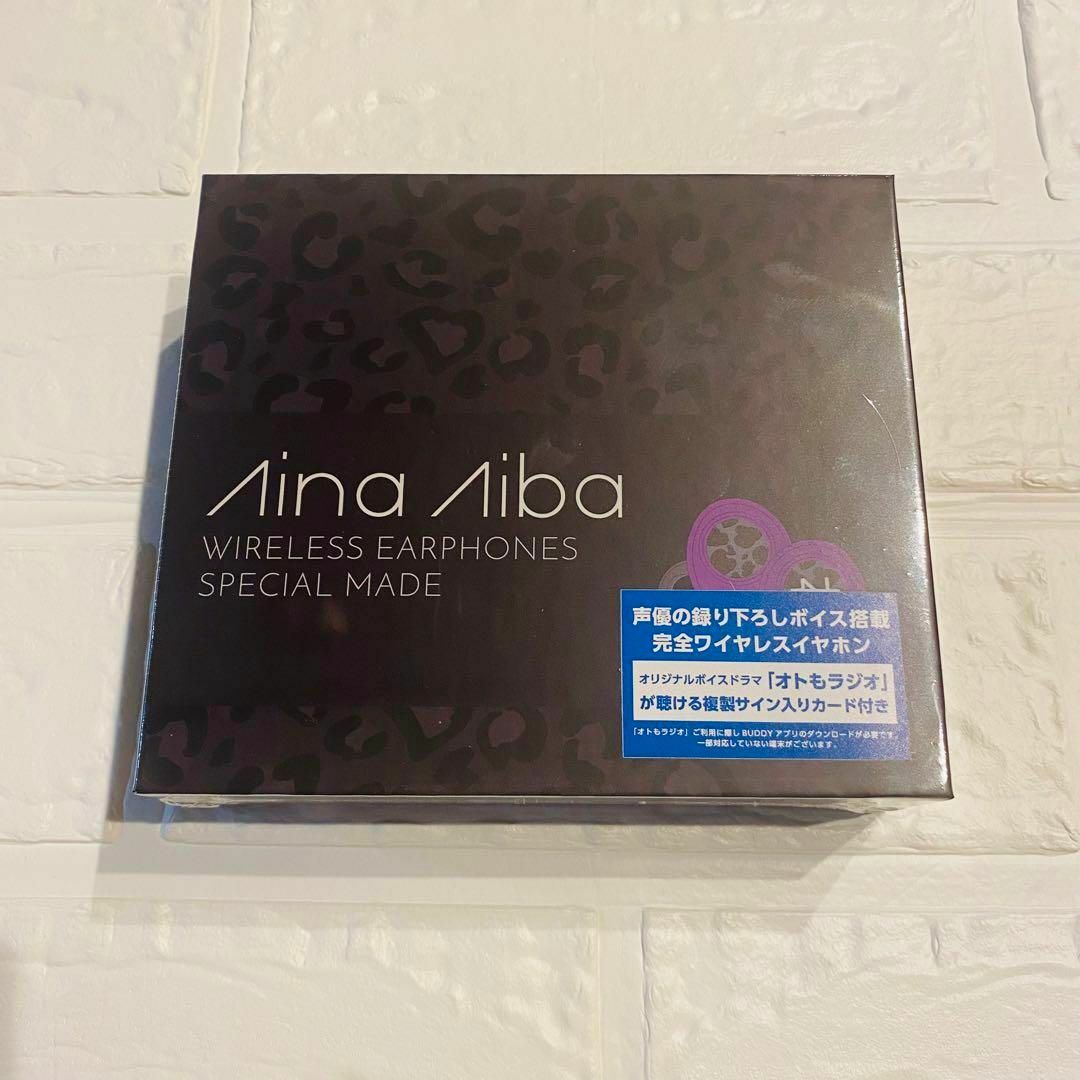 Aina Aiba
WIRELESS EARPHONES
SPECIAL MADE
声優の録り下ろしボイス搭載
完全ワイヤレスイヤホン
オリジナルボイスドラマ「オトもラジオ」
が聴ける複製サイン入りカード付き
「オトもラジオ」ご利用に際し BUDDY アプリのダウンロードが必要です。
一部対応していない端末がございます。